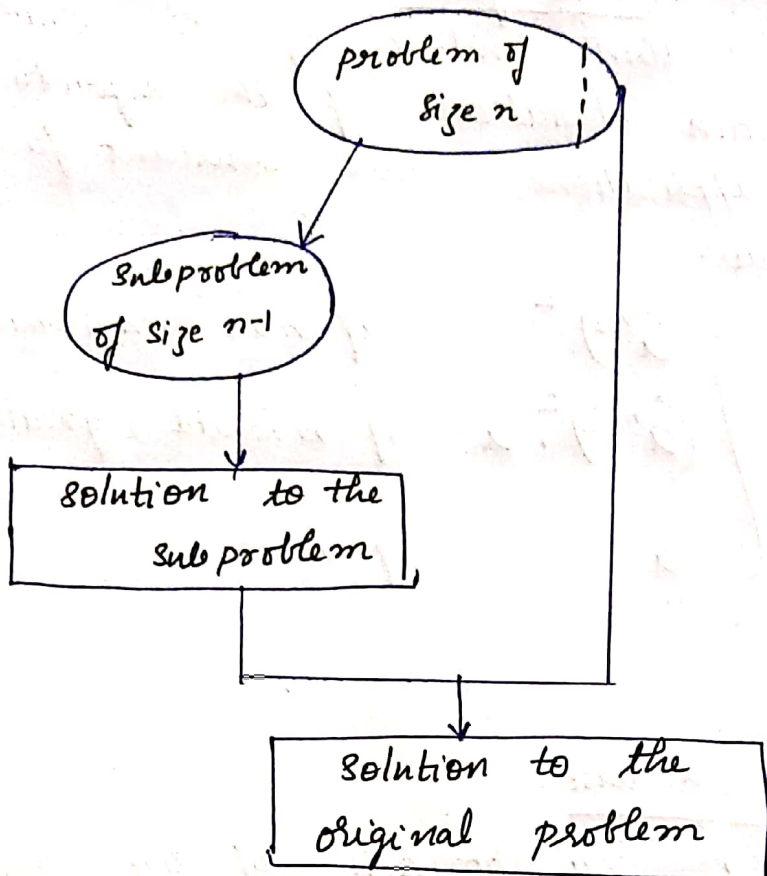 problem of
size n
subproblem
of size n-1
solution to the
subproblem
solution to the
original problem